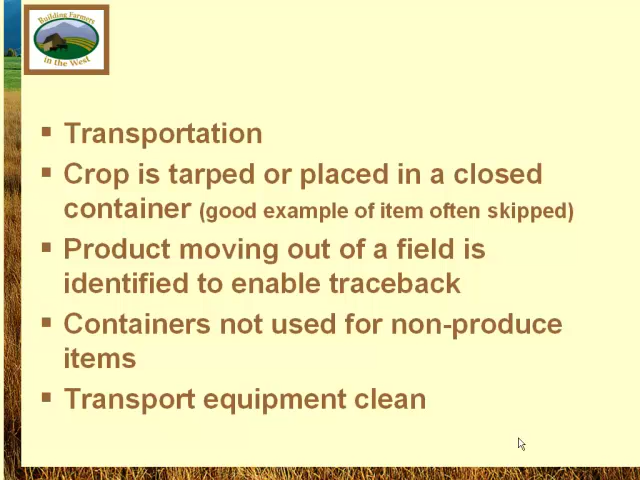 Building Farmers
in the West
▪ Transportation
▪ Crop is tarped or placed in a closed
container (good example of item often skipped)
▪ Product moving out of a field is
identified to enable traceback
▪ Containers not used for non-produce
items
▪ Transport equipment clean